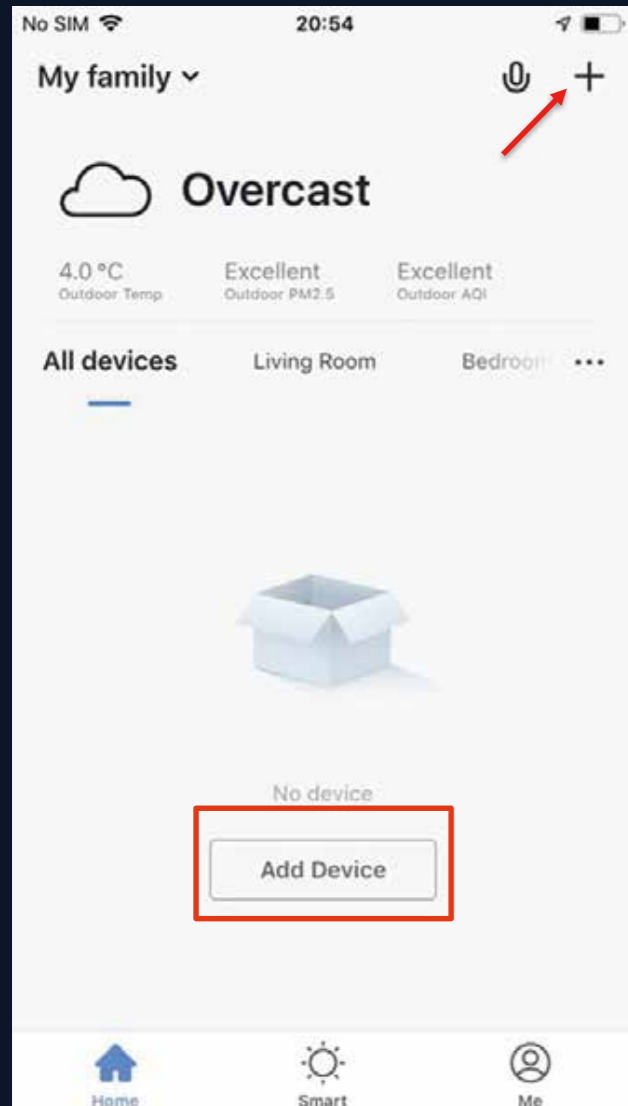 No SIM 20:54
My family
Overcast
4.0 °C Excellent Excellent
Outdoor Temp Outdoor PM2.5 Outdoor AQI
All devices Living Room Bedroom ...
No device
Add Device
Home Smart Me